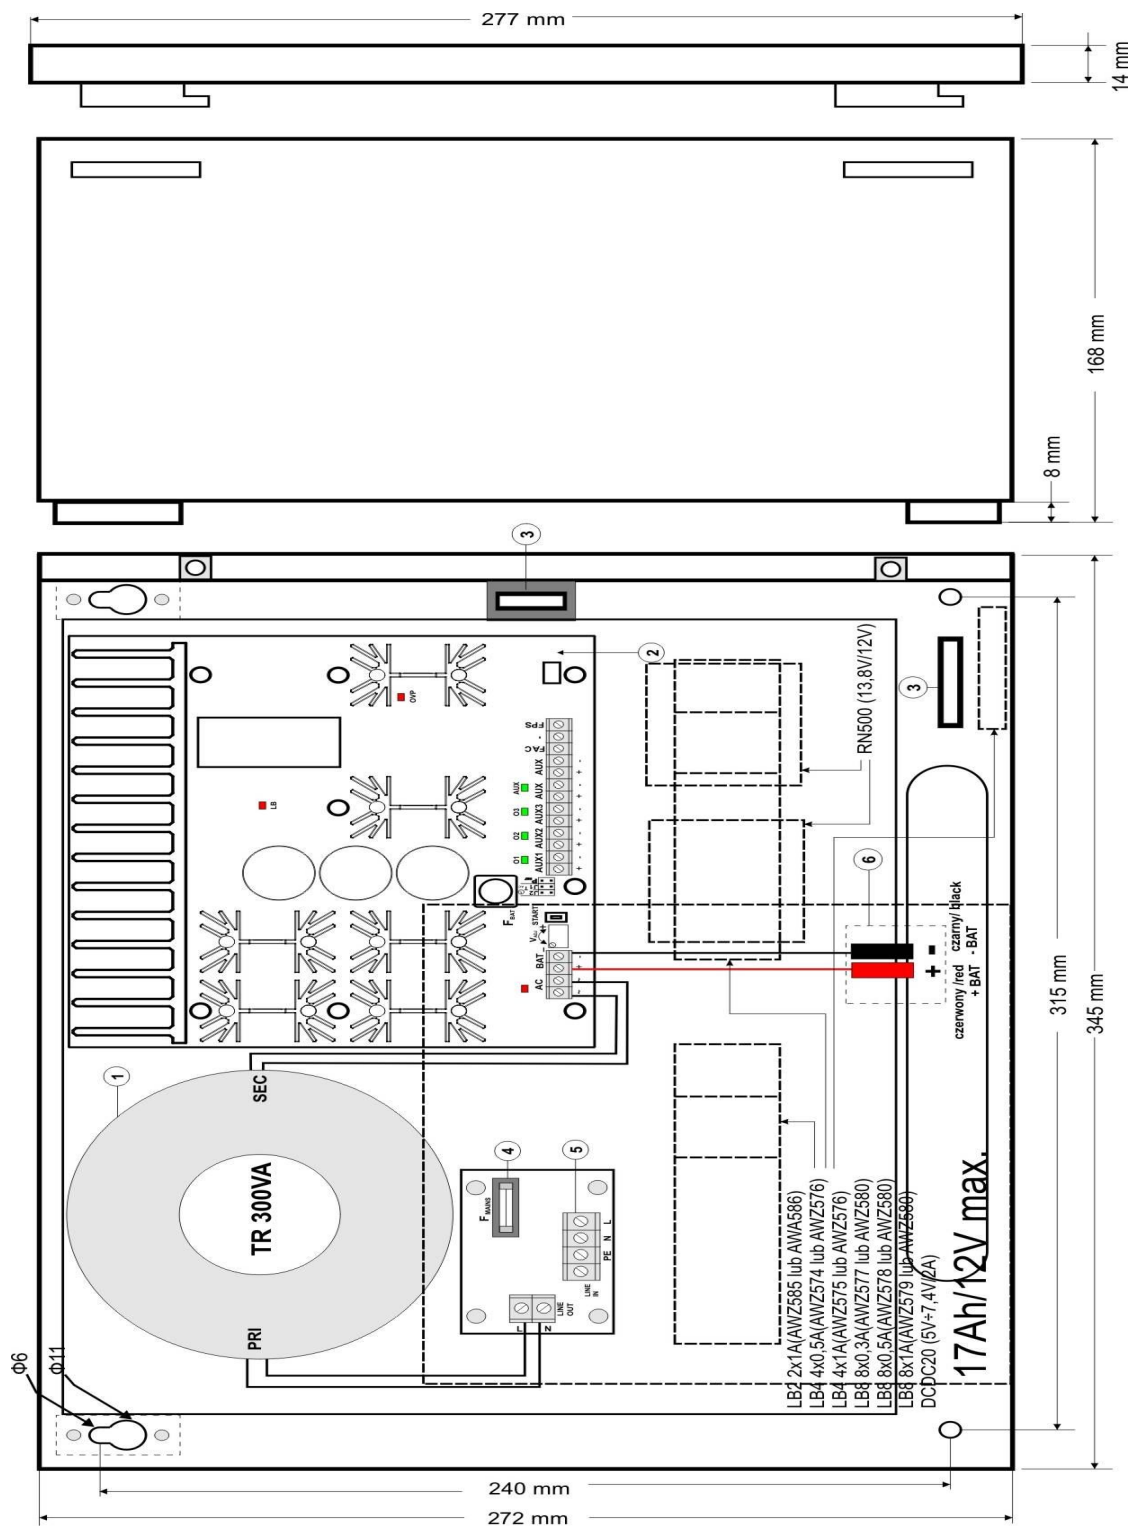 277 mm
14 mm
168 mm
8 mm
3
2
OVP
LB
FPS
-
FAC
AUX
AUX
AUX3
AUX2
AUX1
- + - + - + - + - +
AUX
O3
O2
O1
F BAT
START
V ADJ
- +
BAT
AC
- + ~ ~
RN500 (13,8V/12V)
3
6
czarny/ black
- BAT
czerwony /red
+ BAT
+ -
315 mm
345 mm
1
SEC
TR 300VA
PRI
4
F MAINS
5
L
N
PE
LINE
IN
LINE
OUT
L
N
LB2 2x1A(AWZ585 lub AWA586)
LB4 4x0,5A(AWZ574 lub AWZ576)
LB4 4x1A(AWZ575 lub AWZ576)
LB8 8x0,3A(AWZ577 lub AWZ580)
LB8 8x0,5A(AWZ578 lub AWZ580)
LB8 8x1A(AWZ579 lub AWZ580)
DCDC20 (5V÷7,4V/2A)
17Ah/12V max.
Φ6
Φ11
240 mm
272 mm